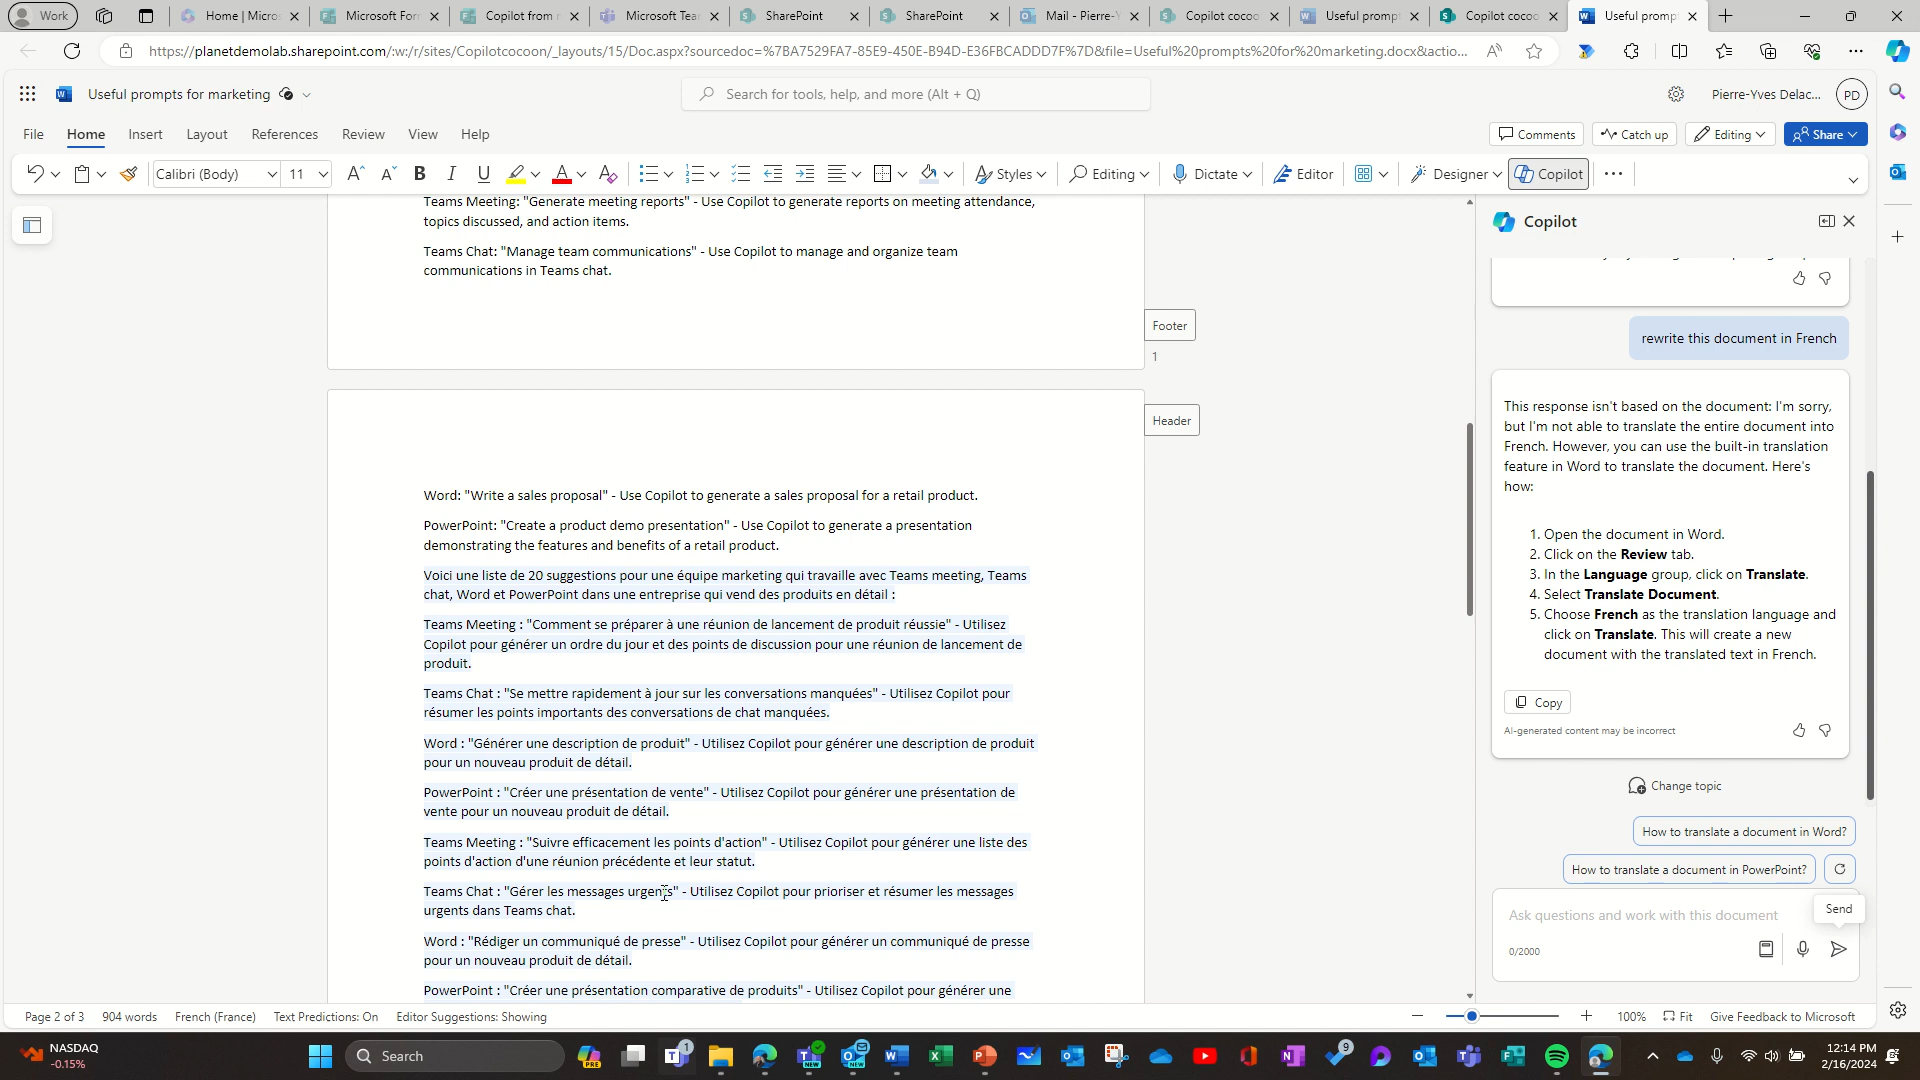 Work
Home | Micros
Microsoft For
Copilot from
Microsoft Tea
SharePoint
SharePoint
Mail - Pierre-Y
Copilot cocoo
Useful prompt
Copilot cococ
Useful promp
https://planetdemolab.sharepoint.com/:w:/r/sites/Copilotcocoon/_layouts/15/Doc.aspx?sourcedoc=%7BA7529FA7-85E9-450E-B94D-E36FBCADDD7F%7D&file=Useful%20prompts%20for%20marketing.docx&actio...
Useful prompts for marketing
Search for tools, help, and more (Alt + Q)
Pierre-Yves Delac...
PD
File Home Insert Layout References Review View Help
Comments
Catch up
Editing
Share
Calibri (Body)
11
B I U
Styles
Editing
Dictate
Editor
Designer
Copilot
Teams Meeting: "Generate meeting reports" - Use Copilot to generate reports on meeting attendance,
topics discussed, and action items.
Teams Chat: "Manage team communications" - Use Copilot to manage and organize team
communications in Teams chat.
Footer
1
Header
Word: "Write a sales proposal" - Use Copilot to generate a sales proposal for a retail product.
PowerPoint: "Create a product demo presentation" - Use Copilot to generate a presentation
demonstrating the features and benefits of a retail product.
Voici une liste de 20 suggestions pour une équipe marketing qui travaille avec Teams meeting, Teams
chat, Word et PowerPoint dans une entreprise qui vend des produits en détail :
Teams Meeting : "Comment se préparer à une réunion de lancement de produit réussie" - Utilisez
Copilot pour générer un ordre du jour et des points de discussion pour une réunion de lancement de
produit.
Teams Chat : "Se mettre rapidement à jour sur les conversations manquées" - Utilisez Copilot pour
résumer les points importants des conversations de chat manquées.
Word : "Générer une description de produit" - Utilisez Copilot pour générer une description de produit
pour un nouveau produit de détail.
PowerPoint : "Créer une présentation de vente" - Utilisez Copilot pour générer une présentation de
vente pour un nouveau produit de détail.
Teams Meeting : "Suivre efficacement les points d'action" - Utilisez Copilot pour générer une liste des
points d'action d'une réunion précédente et leur statut.
Teams Chat : "Gérer les messages urgents" - Utilisez Copilot pour prioriser et résumer les messages
urgents dans Teams chat.
Word : "Rédiger un communiqué de presse" - Utilisez Copilot pour générer un communiqué de presse
pour un nouveau produit de détail.
PowerPoint : "Créer une présentation comparative de produits" - Utilisez Copilot pour générer une
Copilot
rewrite this document in French
This response isn't based on the document: I'm sorry,
but I'm not able to translate the entire document into
French. However, you can use the built-in translation
feature in Word to translate the document. Here's
how:
1. Open the document in Word.
2. Click on the Review tab.
3. In the Language group, click on Translate.
4. Select Translate Document.
5. Choose French as the translation language and
click on Translate. This will create a new
document with the translated text in French.
Copy
AI-generated content may be incorrect
Change topic
How to translate a document in Word?
How to translate a document in PowerPoint?
Ask questions and work with this document
Send
0/2000
Page 2 of 3 904 words French (France) Text Predictions: On Editor Suggestions: Showing
100% Fit Give Feedback to Microsoft
NASDAQ
-0.15%
Search
PRE
1
NEW
NEW
9
12:14 PM
2/16/2024